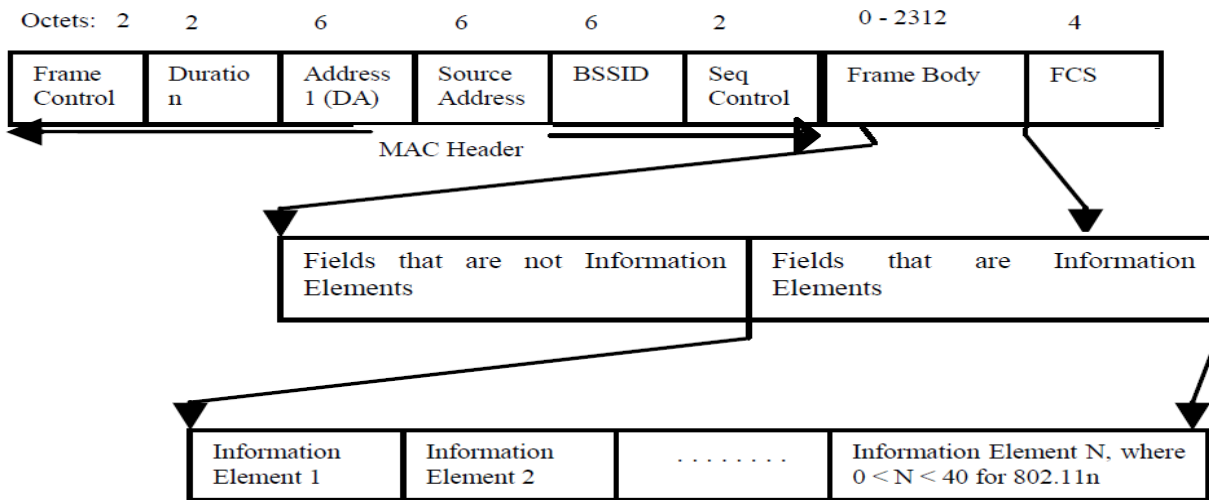 Octets: 2 2 6 6 6 2 0 - 2312 4
Frame Control
Duratio n
Address 1 (DA)
Source Address
BSSID
Seq Control
Frame Body
FCS
MAC Header
Fields that are not Information
Elements
Fields that are Information
Elements
Information
Element 1
Information
Element 2
. . . . . . . .
Information Element N, where
0 < N < 40 for 802.11n